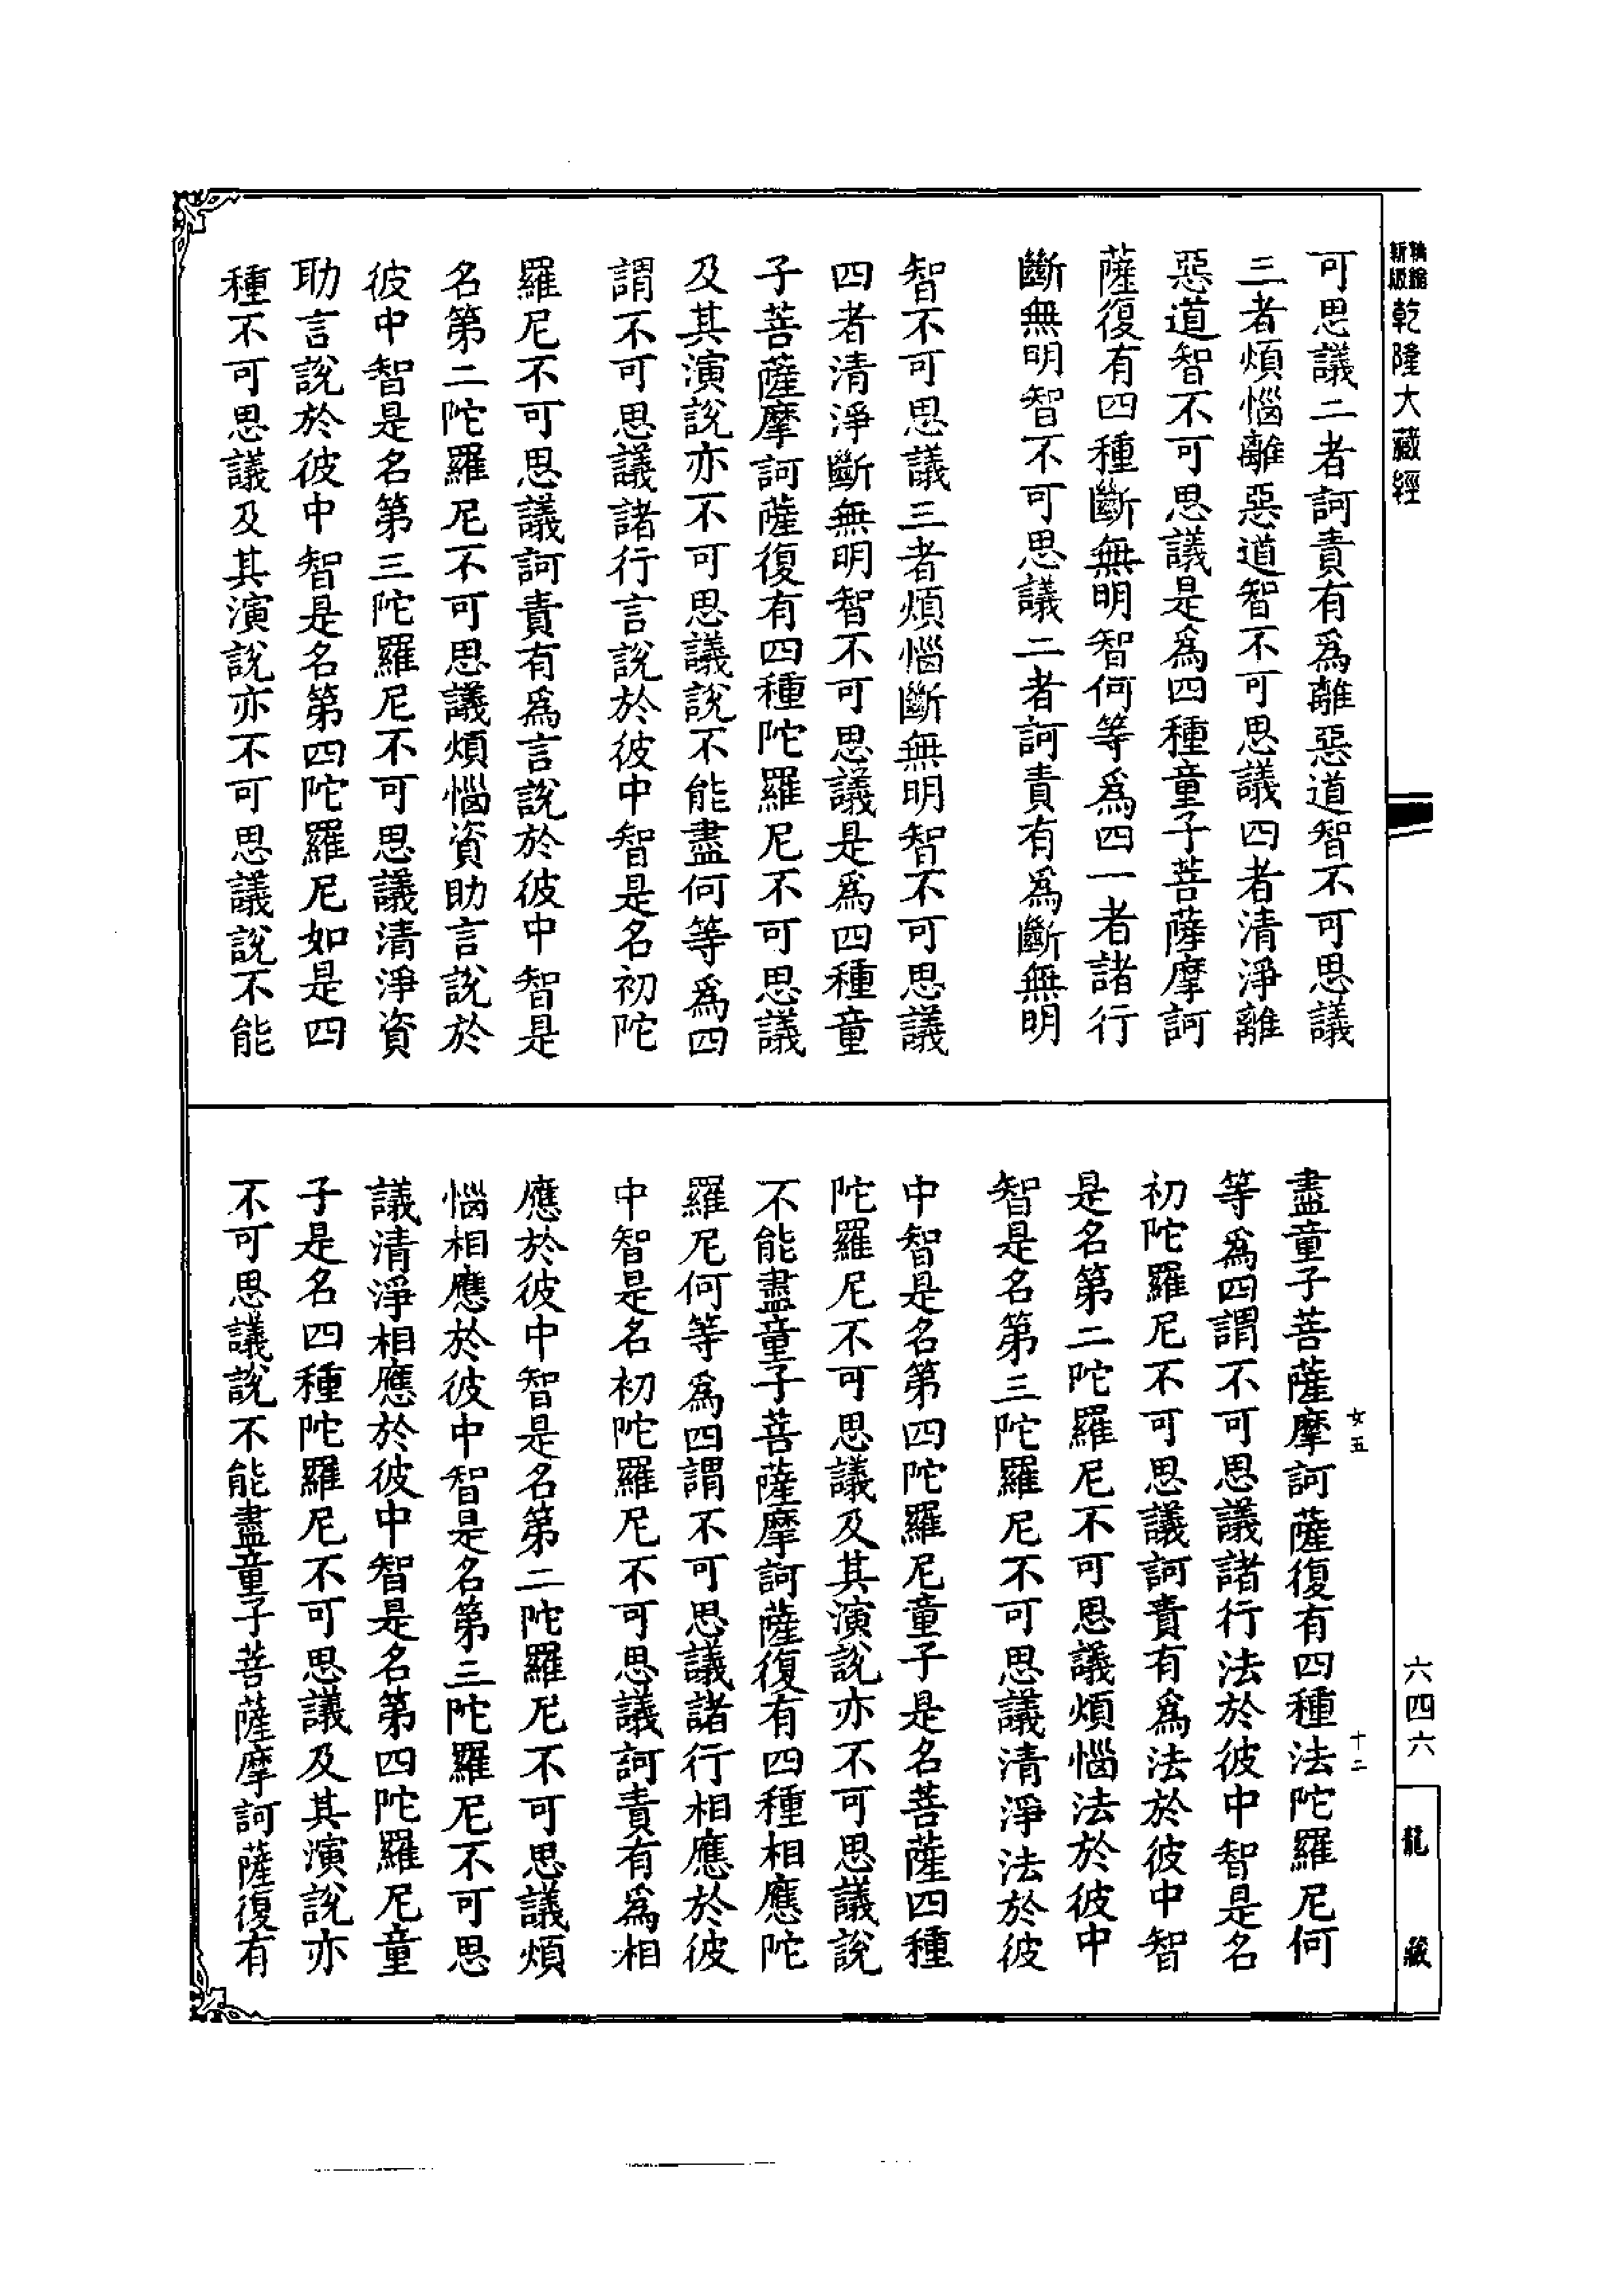 精編
新版
乾隆大藏經
可思議二者訶責有為離惡道智不可思議
三者煩惱離惡道智不可思議四者清淨離
惡道智不可思議是為四種童子菩薩摩訶
薩復有四種斷無明智何等為四一者諸行
斷無明智不可思議二者訶責有為斷無明
智不可思議三者煩惱斷無明智不可思議
四者清淨斷無明智不可思議是為四種童
子菩薩摩訶薩復有四種陀羅尼不可思議
及其演說亦不可思議說不能盡何等為四
謂不可思議諸行言說於彼中智是名初陀
羅尼不可思議訶責有為言說於彼中智是
名第二陀羅尼不可思議煩惱資助言說於
彼中智是名第三陀羅尼不可思議清淨資
助言說於彼中智是名第四陀羅尼如是四
種不可思議及其演說亦不可思議說不能
盡童子菩薩摩訶薩復有四種法陀羅尼何
等為四謂不可思議諸行法於彼中智是名
初陀羅尼不可思議訶責有為法於彼中智
是名第二陀羅尼不可思議煩惱法於彼中
智是名第三陀羅尼不可思議清淨法於彼
中智是名第四陀羅尼童子是名菩薩四種
陀羅尼不可思議及其演說亦不可思議說
不能盡童子菩薩摩訶薩復有四種相應陀
羅尼何等為四謂不可思議諸行相應於彼
中智是名初陀羅尼不可思議訶責有為相
應於彼中智是名第二陀羅尼不可思議煩
惱相應於彼中智是名第三陀羅尼不可思
議清淨相應於彼中智是名第四陀羅尼童
子是名四種陀羅尼不可思議及其演說亦
不可思議說不能盡童子菩薩摩訶薩復有
女五
十二
六四六
龍藏